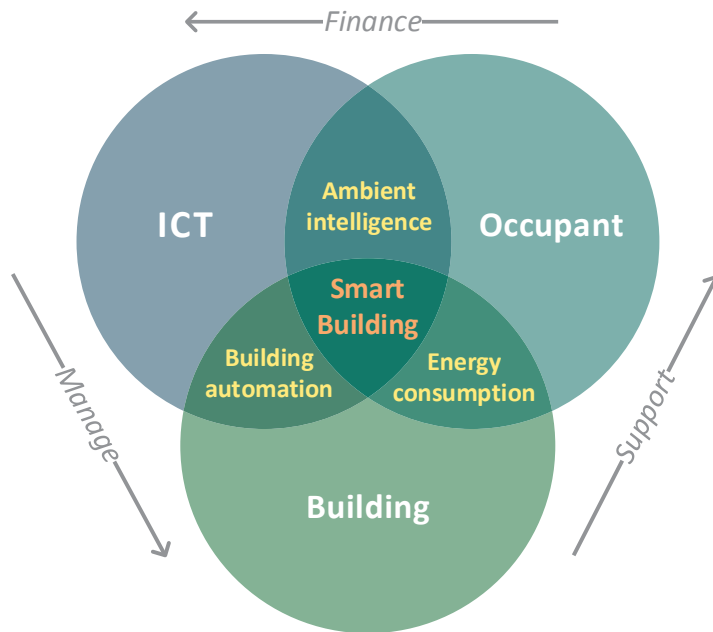 Finance
Ambient
intelligence
ICT
Occupant
Smart
Building
Building
automation
Energy
consumption
Manage
Support
Building